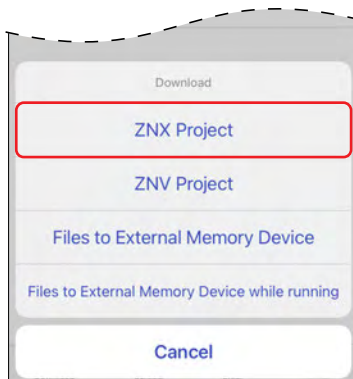 Download
ZNX Project
ZNV Project
Files to External Memory Device
Files to External Memory Device while running
Cancel